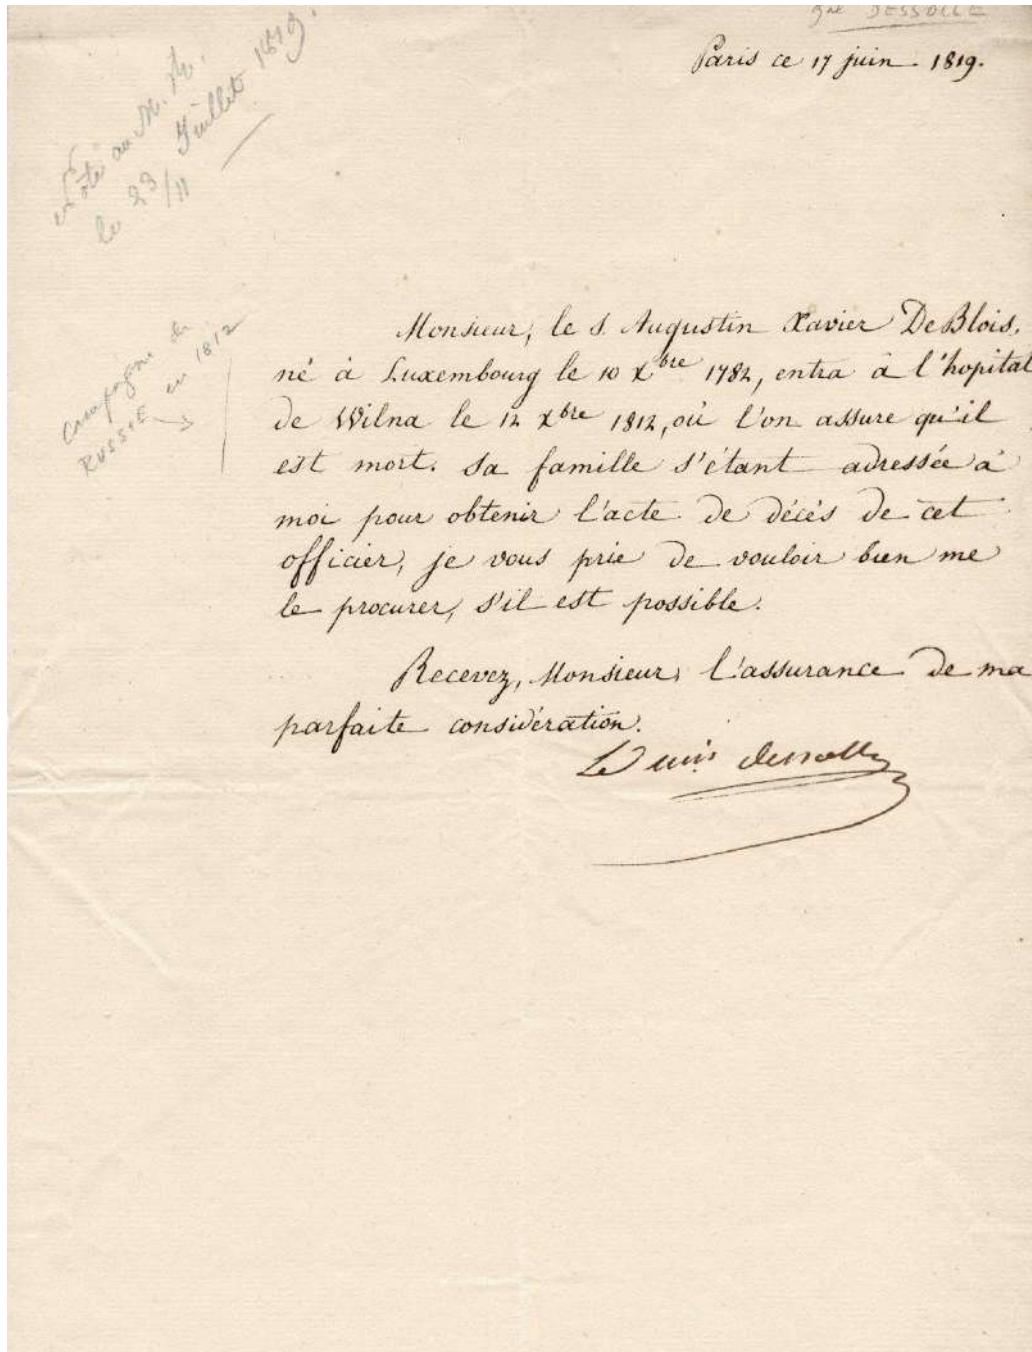 gal DESSOLLE
Paris ce 17 juin 1819.
le 23 Juillet 1819.
/11
Campagne de
RUSSIE en 1812
Monsieur, le S. Augustin Xavier DeBlois,
né à Luxembourg le 10 Xbre 1782, entra à l'hopital
de Wilna le 12 Xbre 1812, où l'on assure qu'il
est mort. Sa famille s'étant adressée à
moi pour obtenir l'acte de décès de cet
officier, je vous prie de vouloir bien me
le procurer, s'il est possible.
Recevez, Monsieur, l'assurance de ma
parfaite considération.
Le Mis Dessolle